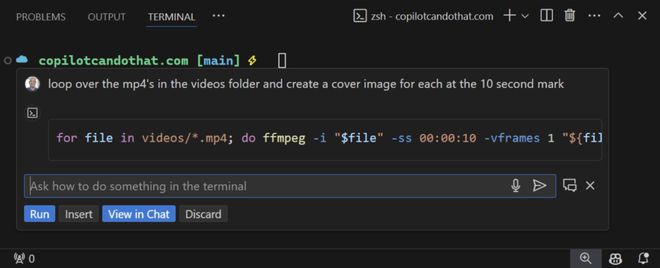 PROBLEMS OUTPUT TERMINAL ··· zsh - copilotcandothat.com
copilotcandothat.com [main]
loop over the mp4's in the videos folder and create a cover image for each at the 10 second mark
for file in videos/*.mp4; do ffmpeg -i "$file" -ss 00:00:10 -vframes 1 "${fil
Ask how to do something in the terminal
Run Insert View in Chat Discard
0